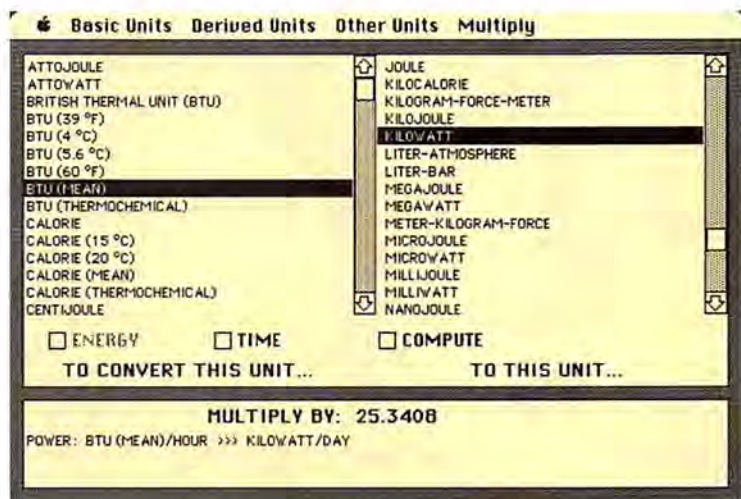 Basic Units Derived Units Other Units Multiply
ATTOJOULE
ATTOWATT
BRITISH THERMAL UNIT (BTU)
BTU (39 °F)
BTU (4 °C)
BTU (5.6 °C)
BTU (60 °F)
BTU (MEAN)
BTU (THERMOCHEMICAL)
CALORIE
CALORIE (15 °C)
CALORIE (20 °C)
CALORIE (MEAN)
CALORIE (THERMOCHEMICAL)
CENTIJOULE
JOULE
KILOCALORIE
KILOGRAM-FORCE-METER
KILOJOULE
KILOWATT
LITER-ATMOSPHERE
LITER-BAR
MEGAJOULE
MEGAWATT
METER-KILOGRAM-FORCE
MICROJOULE
MICROWATT
MILLIJOULE
MILLIWATT
NANOJOULE
ENERGY TIME COMPUTE
TO CONVERT THIS UNIT... TO THIS UNIT...
MULTIPLY BY: 25.3408
POWER: BTU (MEAN)/HOUR >>> KILOWATT/DAY